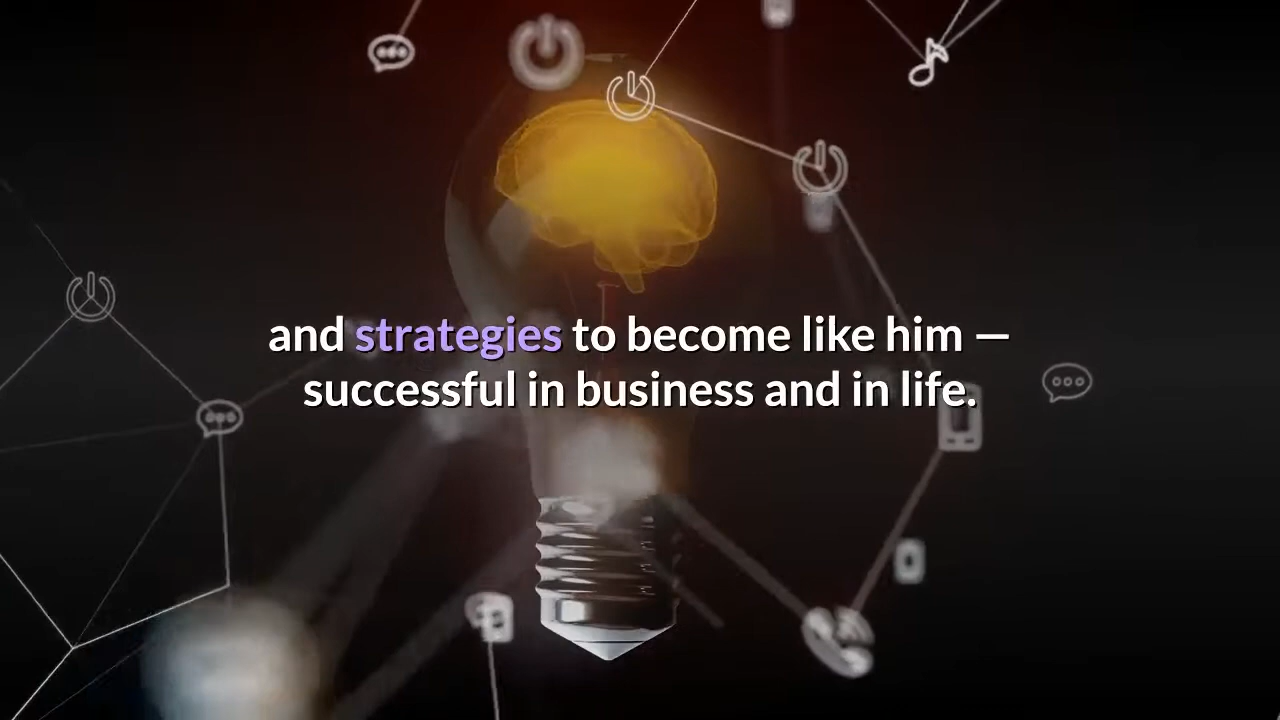 and strategies to become like him —
successful in business and in life.